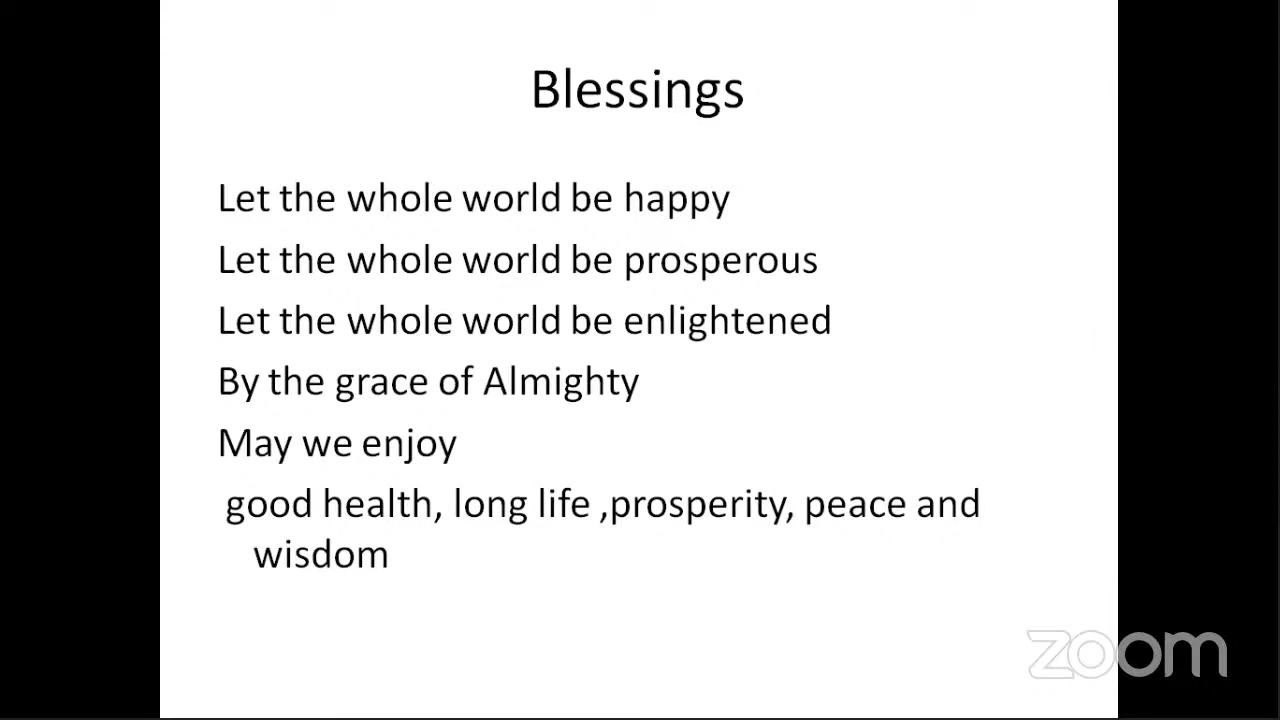 Blessings
Let the whole world be happy
Let the whole world be prosperous
Let the whole world be enlightened
By the grace of Almighty
May we enjoy
good health, long life ,prosperity, peace and
wisdom
zoom